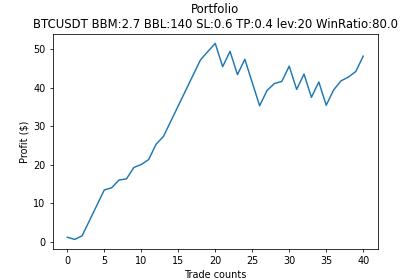 Portfolio
BTCUSDT BBM:2.7 BBL:140 SL:0.6 TP:0.4 lev:20 WinRatio:80.0
50
40
30
20
10
0
Profit ($)
0 5 10 15 20 25 30 35 40
Trade counts